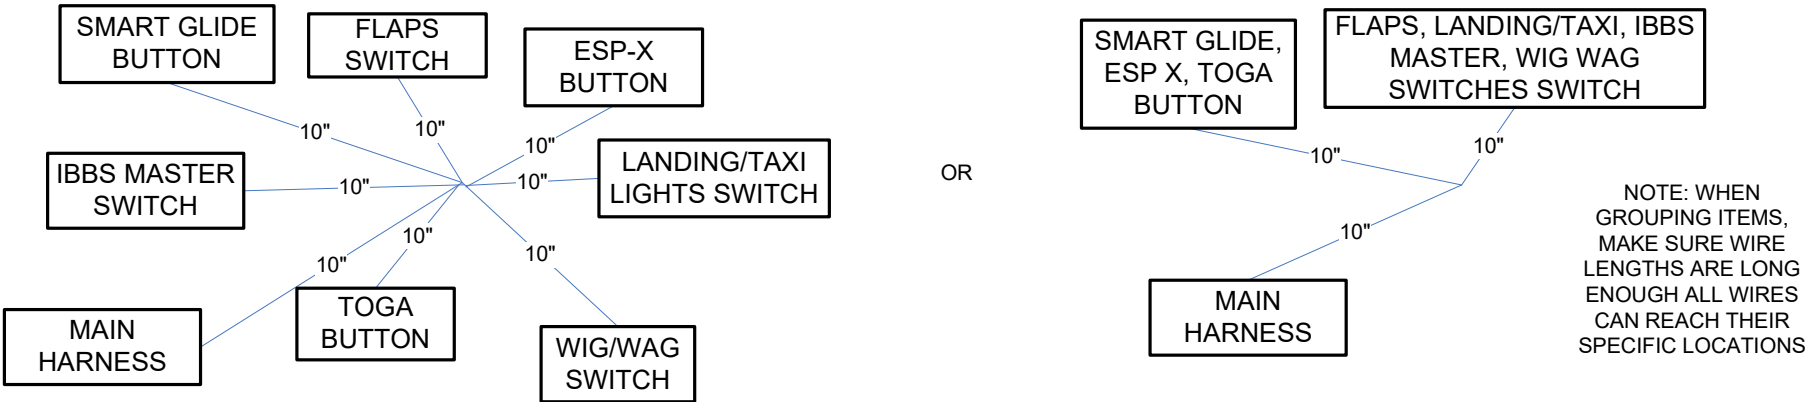 SMART GLIDE
BUTTON
FLAPS
SWITCH
ESP-X
BUTTON
10"
10"
10"
IBBS MASTER
SWITCH
10"
10"
LANDING/TAXI
LIGHTS SWITCH
10"
10"
10"
MAIN
HARNESS
TOGA
BUTTON
WIG/WAG
SWITCH
OR
SMART GLIDE,
ESP X, TOGA
BUTTON
FLAPS, LANDING/TAXI, IBBS
MASTER, WIG WAG
SWITCHES SWITCH
10"
10"
10"
MAIN
HARNESS
NOTE: WHEN
GROUPING ITEMS,
MAKE SURE WIRE
LENGTHS ARE LONG
ENOUGH ALL WIRES
CAN REACH THEIR
SPECIFIC LOCATIONS